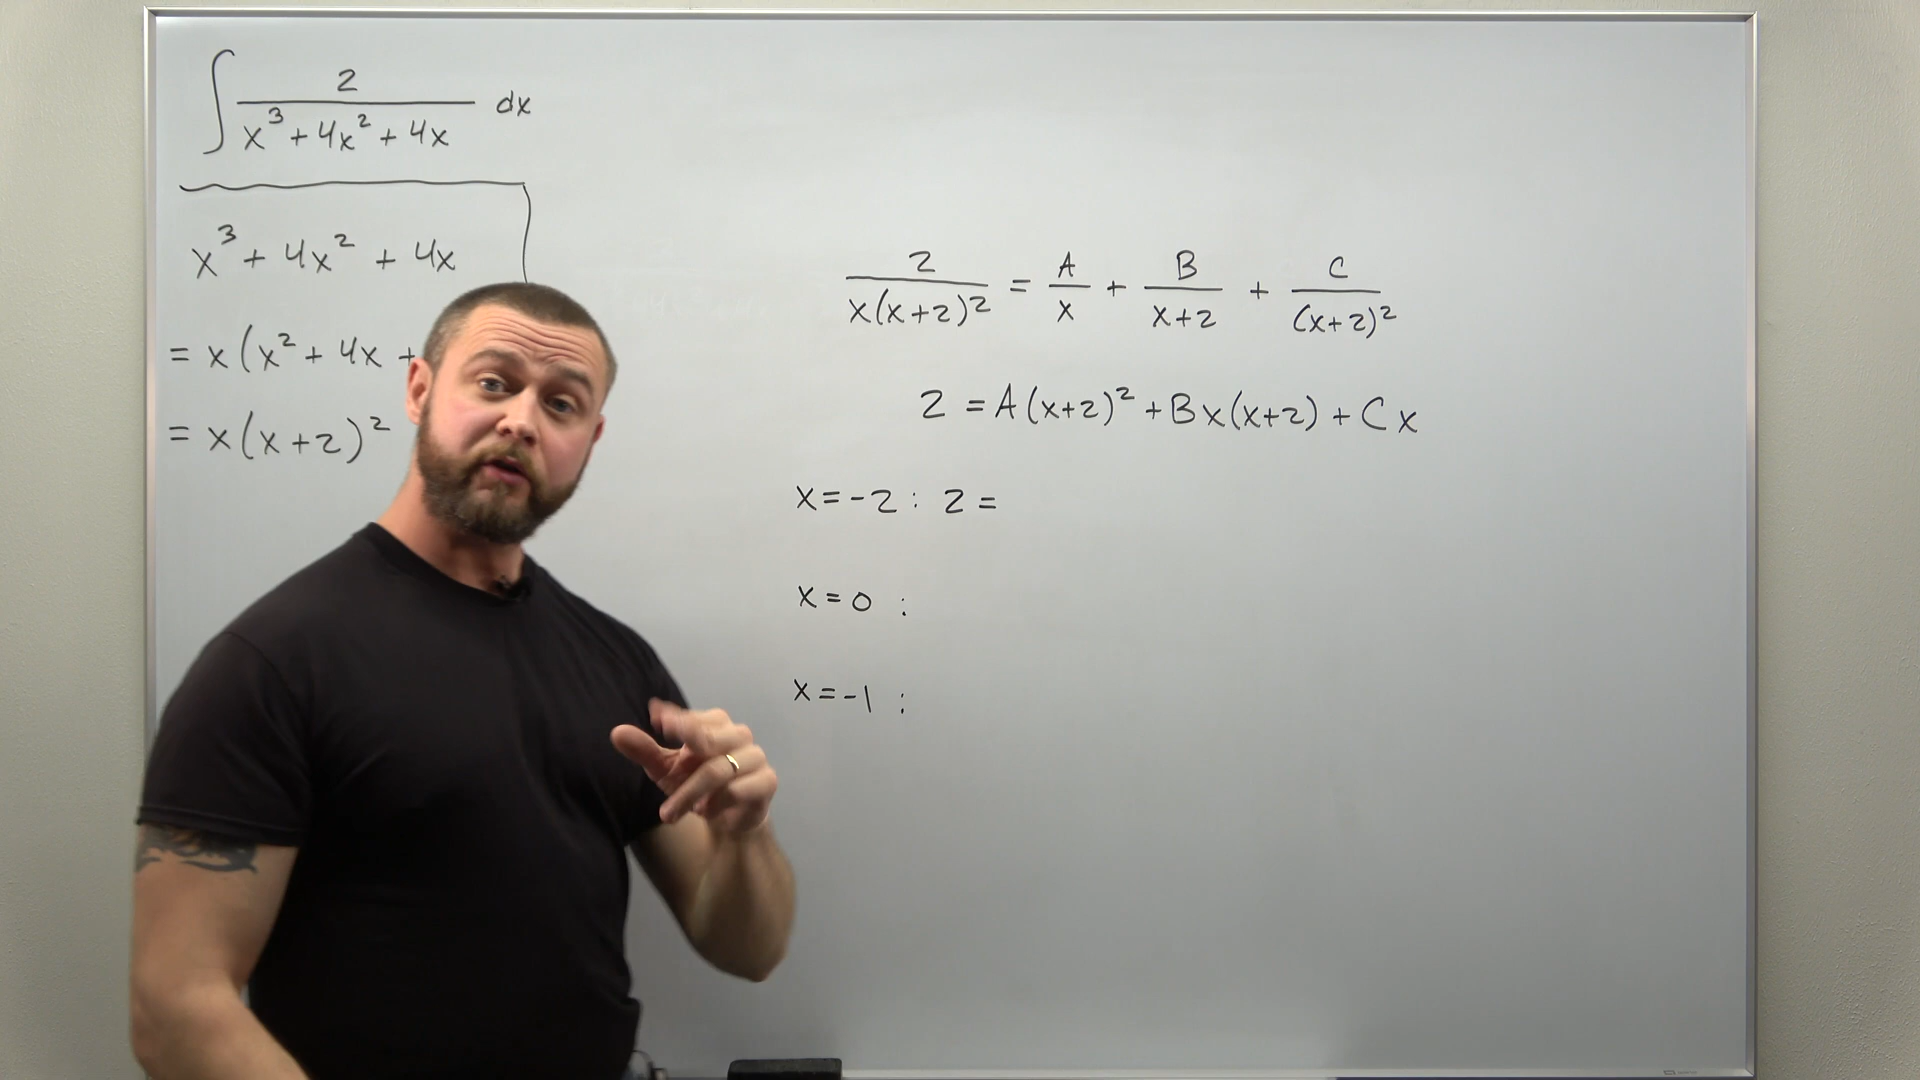 ∫ 2/(x³+4x²+4x) dx
x³ + 4x² + 4x
= x(x² + 4x +
= x(x+2)²
2/(x(x+2)²) = A/x + B/(x+2) + C/(x+2)²
2 = A(x+2)² + Bx(x+2) + Cx
x = -2 : 2 =
x = 0 :
x = -1 :